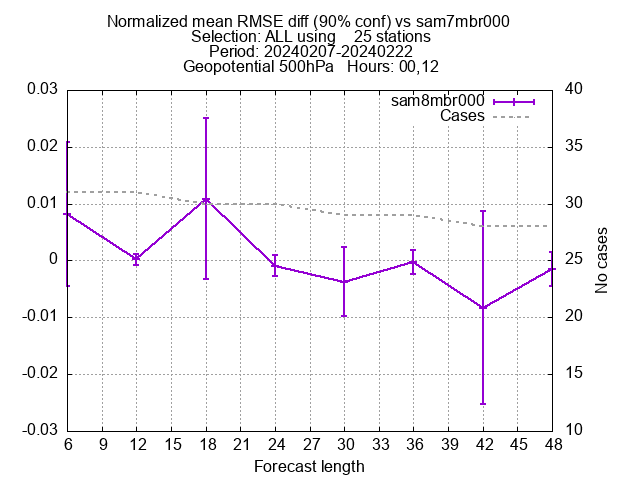 Normalized mean RMSE diff (90% conf) vs sam7mbr000
Selection: ALL using    25 stations
Period: 20240207-20240222
Geopotential 500hPa   Hours: 00,12
sam8mbr000
Cases
0.03
0.02
0.01
0
-0.01
-0.02
-0.03
40
35
30
25
20
15
10
No cases
6 9 12 15 18 21 24 27 30 33 36 39 42 45 48
Forecast length